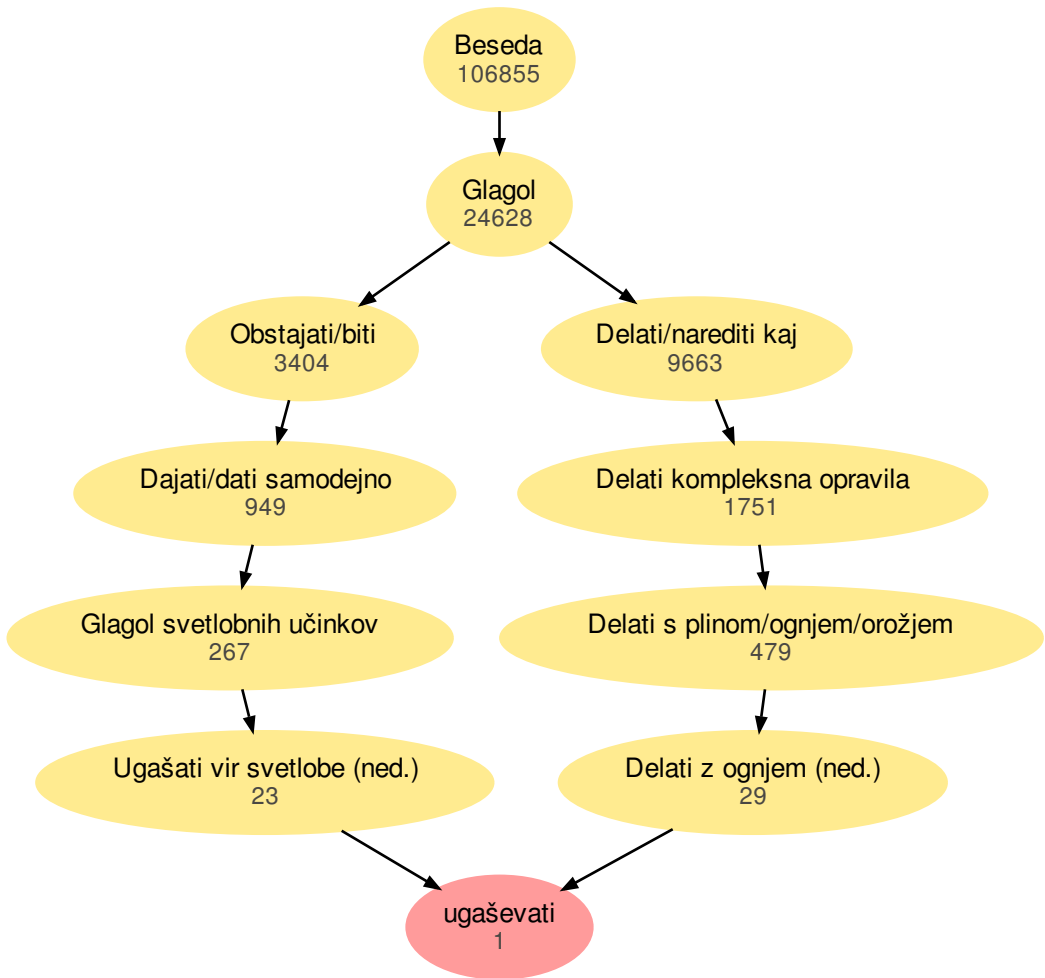 Beseda
106855
Glagol
24628
Obstajati/biti
3404
Delati/narediti kaj
9663
Dajati/dati samodejno
949
Delati kompleksna opravila
1751
Glagol svetlobnih učinkov
267
Delati s plinom/ognjem/orožjem
479
Ugašati vir svetlobe (ned.)
23
Delati z ognjem (ned.)
29
ugaševati
1